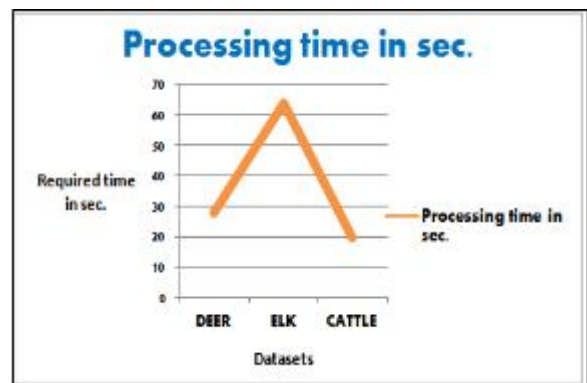 Processing time in sec.
70
60
50
40
30
20
10
0
Required time
in sec.
DEER ELK CATTLE
Datasets
Processing time in
sec.